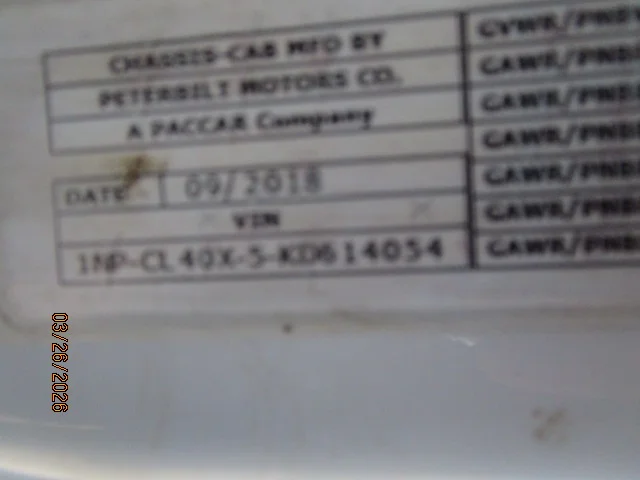 CHASSIS-CAB MFD BY
PETERBILT MOTORS CO.
A PACCAR Company
DATE 09/2018
VIN
1NP-CL40X-5-KD614054
GVWR/PNBV
GAWR/PNBE
GAWR/PNBE
GAWR/PNBE
GAWR/PNBE
GAWR/PNBE
GAWR/PNBE
03/26/2026